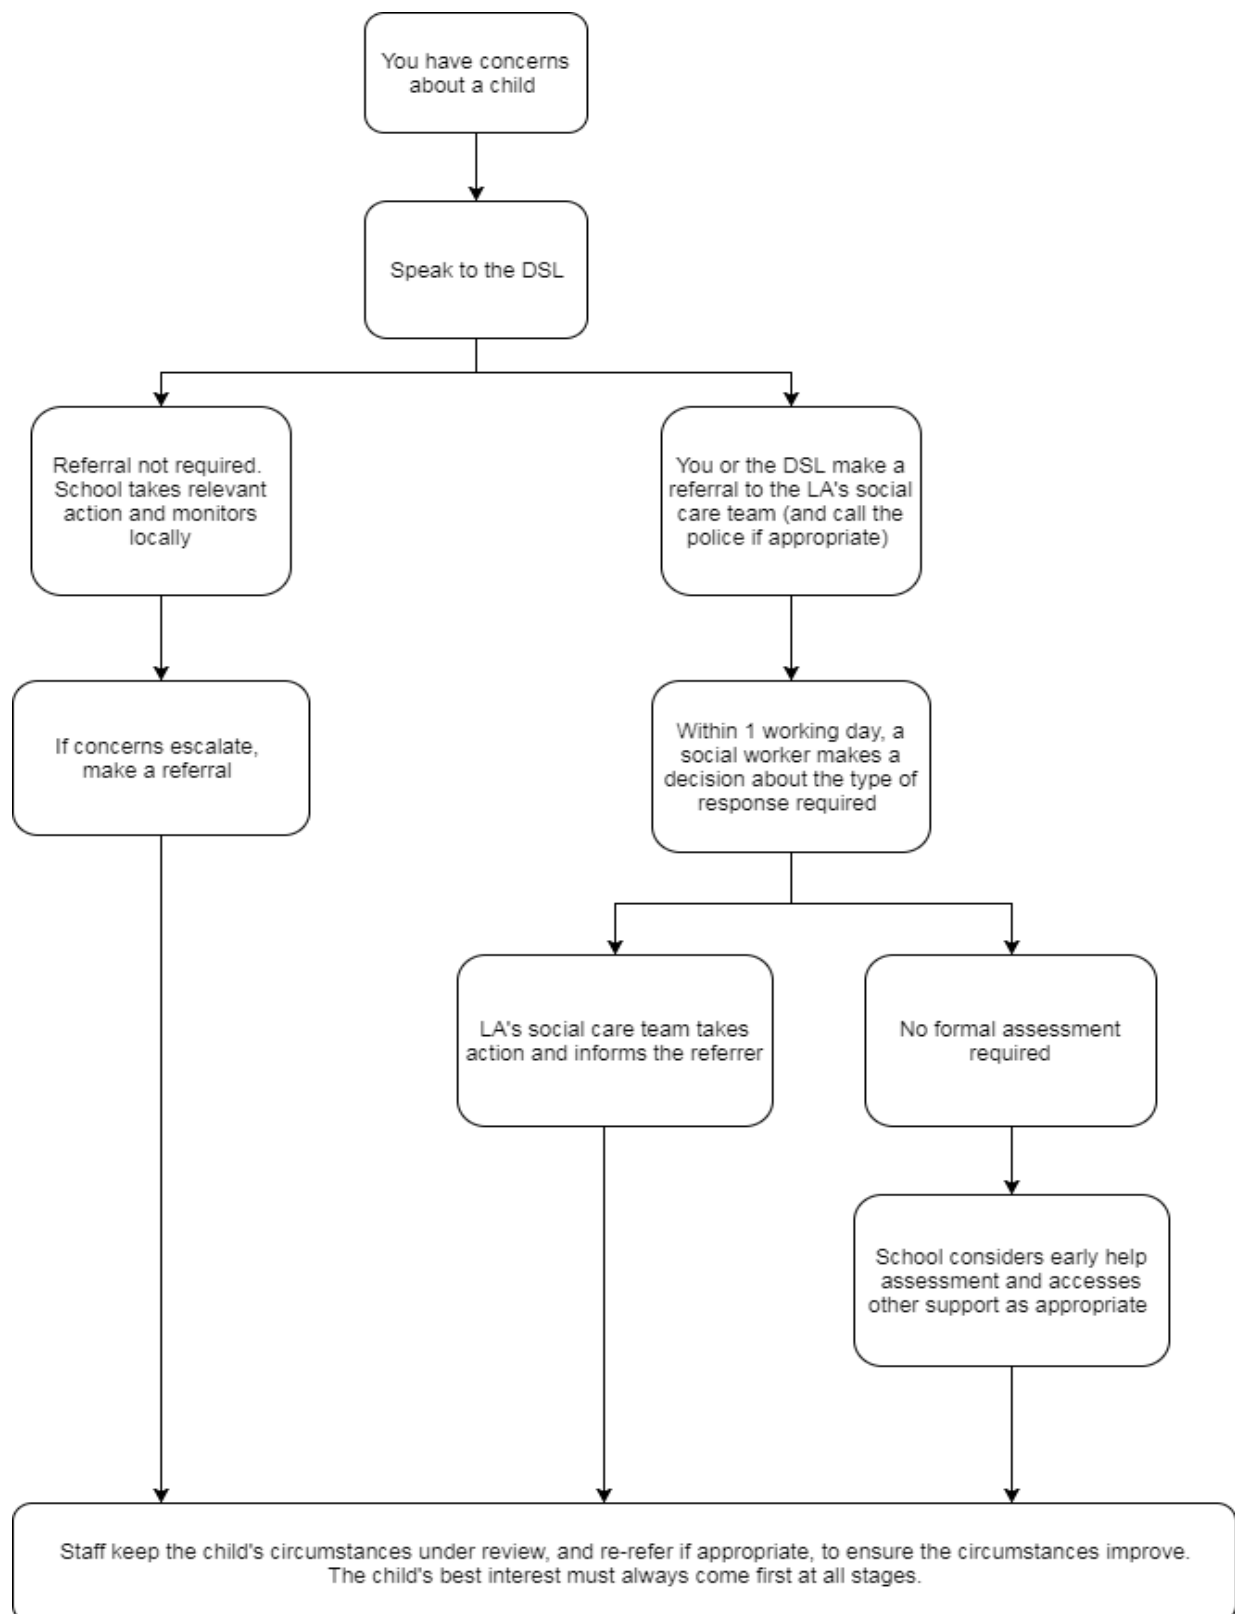 You have concerns
about a child
Speak to the DSL
Referral not required.
School takes relevant
action and monitors
locally
You or the DSL make a
referral to the LA's social
care team (and call the
police if appropriate)
If concerns escalate,
make a referral
Within 1 working day, a
social worker makes a
decision about the type of
response required
LA's social care team takes
action and informs the referrer
No formal assessment
required
School considers early help
assessment and accesses
other support as appropriate
Staff keep the child's circumstances under review, and re-refer if appropriate, to ensure the circumstances improve.
The child's best interest must always come first at all stages.